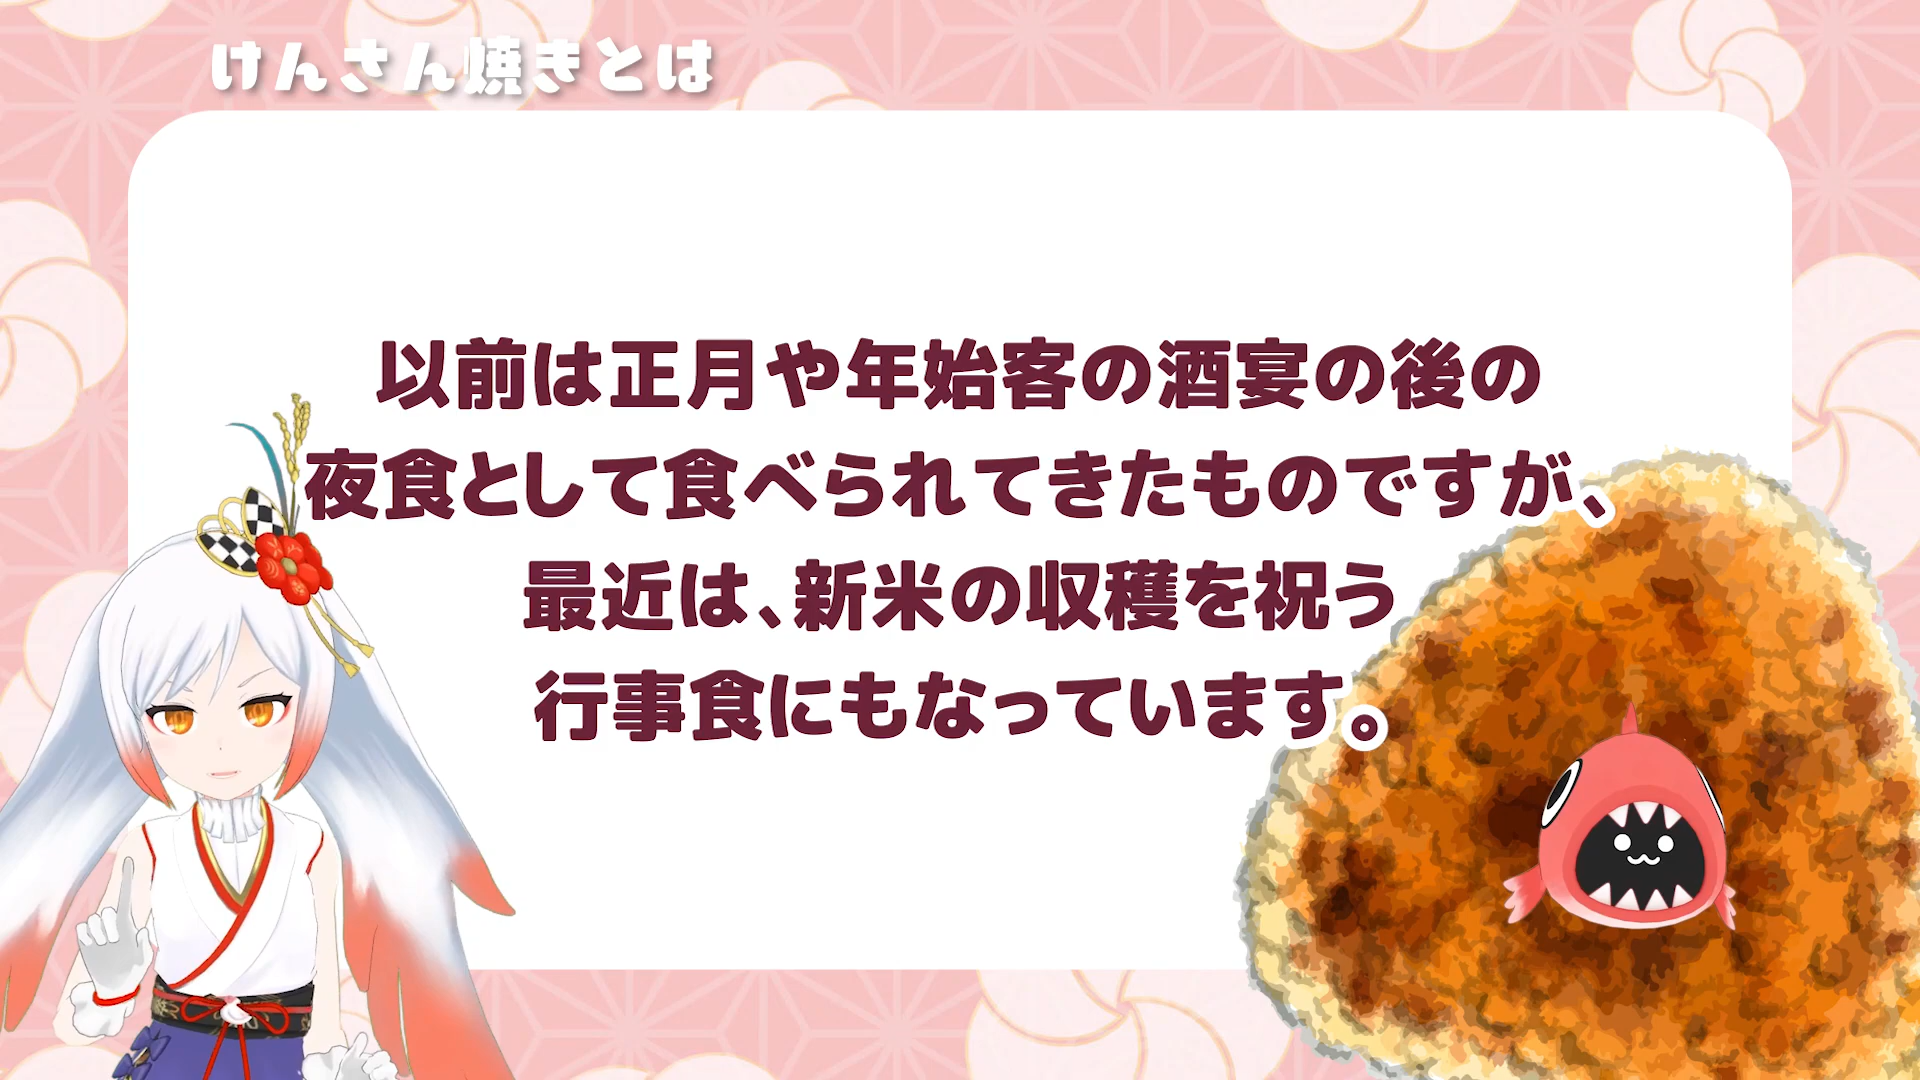 けんさん焼きとは
以前は正月や年始客の酒宴の後の
夜食として食べられてきたものですが、
最近は、新米の収穫を祝う
行事食にもなっています。